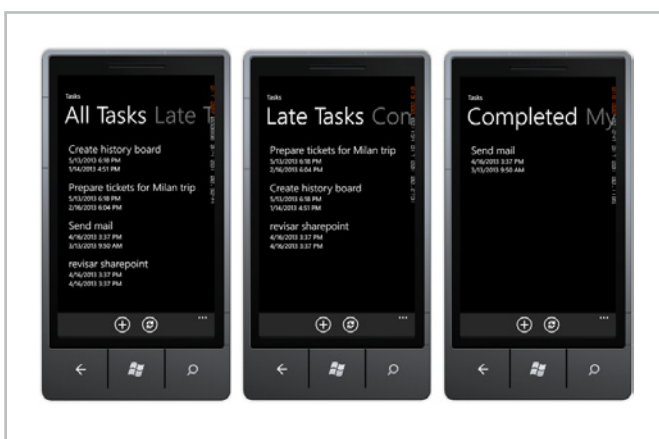 Tasks
All Tasks Late T
Create history board
5/13/2013 6:18 PM
1/14/2013 4:51 PM
Prepare tickets for Milan trip
5/13/2013 6:18 PM
2/16/2013 6:04 PM
Send mail
4/16/2013 3:37 PM
3/13/2013 9:50 AM
revisar sharepoint
4/16/2013 3:37 PM
4/16/2013 3:37 PM
Tasks
Late Tasks Con
Prepare tickets for Milan trip
5/13/2013 6:18 PM
2/16/2013 6:04 PM
Create history board
5/13/2013 6:18 PM
1/14/2013 4:51 PM
revisar sharepoint
4/16/2013 3:37 PM
4/16/2013 3:37 PM
Tasks
Completed My
Send mail
4/16/2013 3:37 PM
3/13/2013 9:50 AM